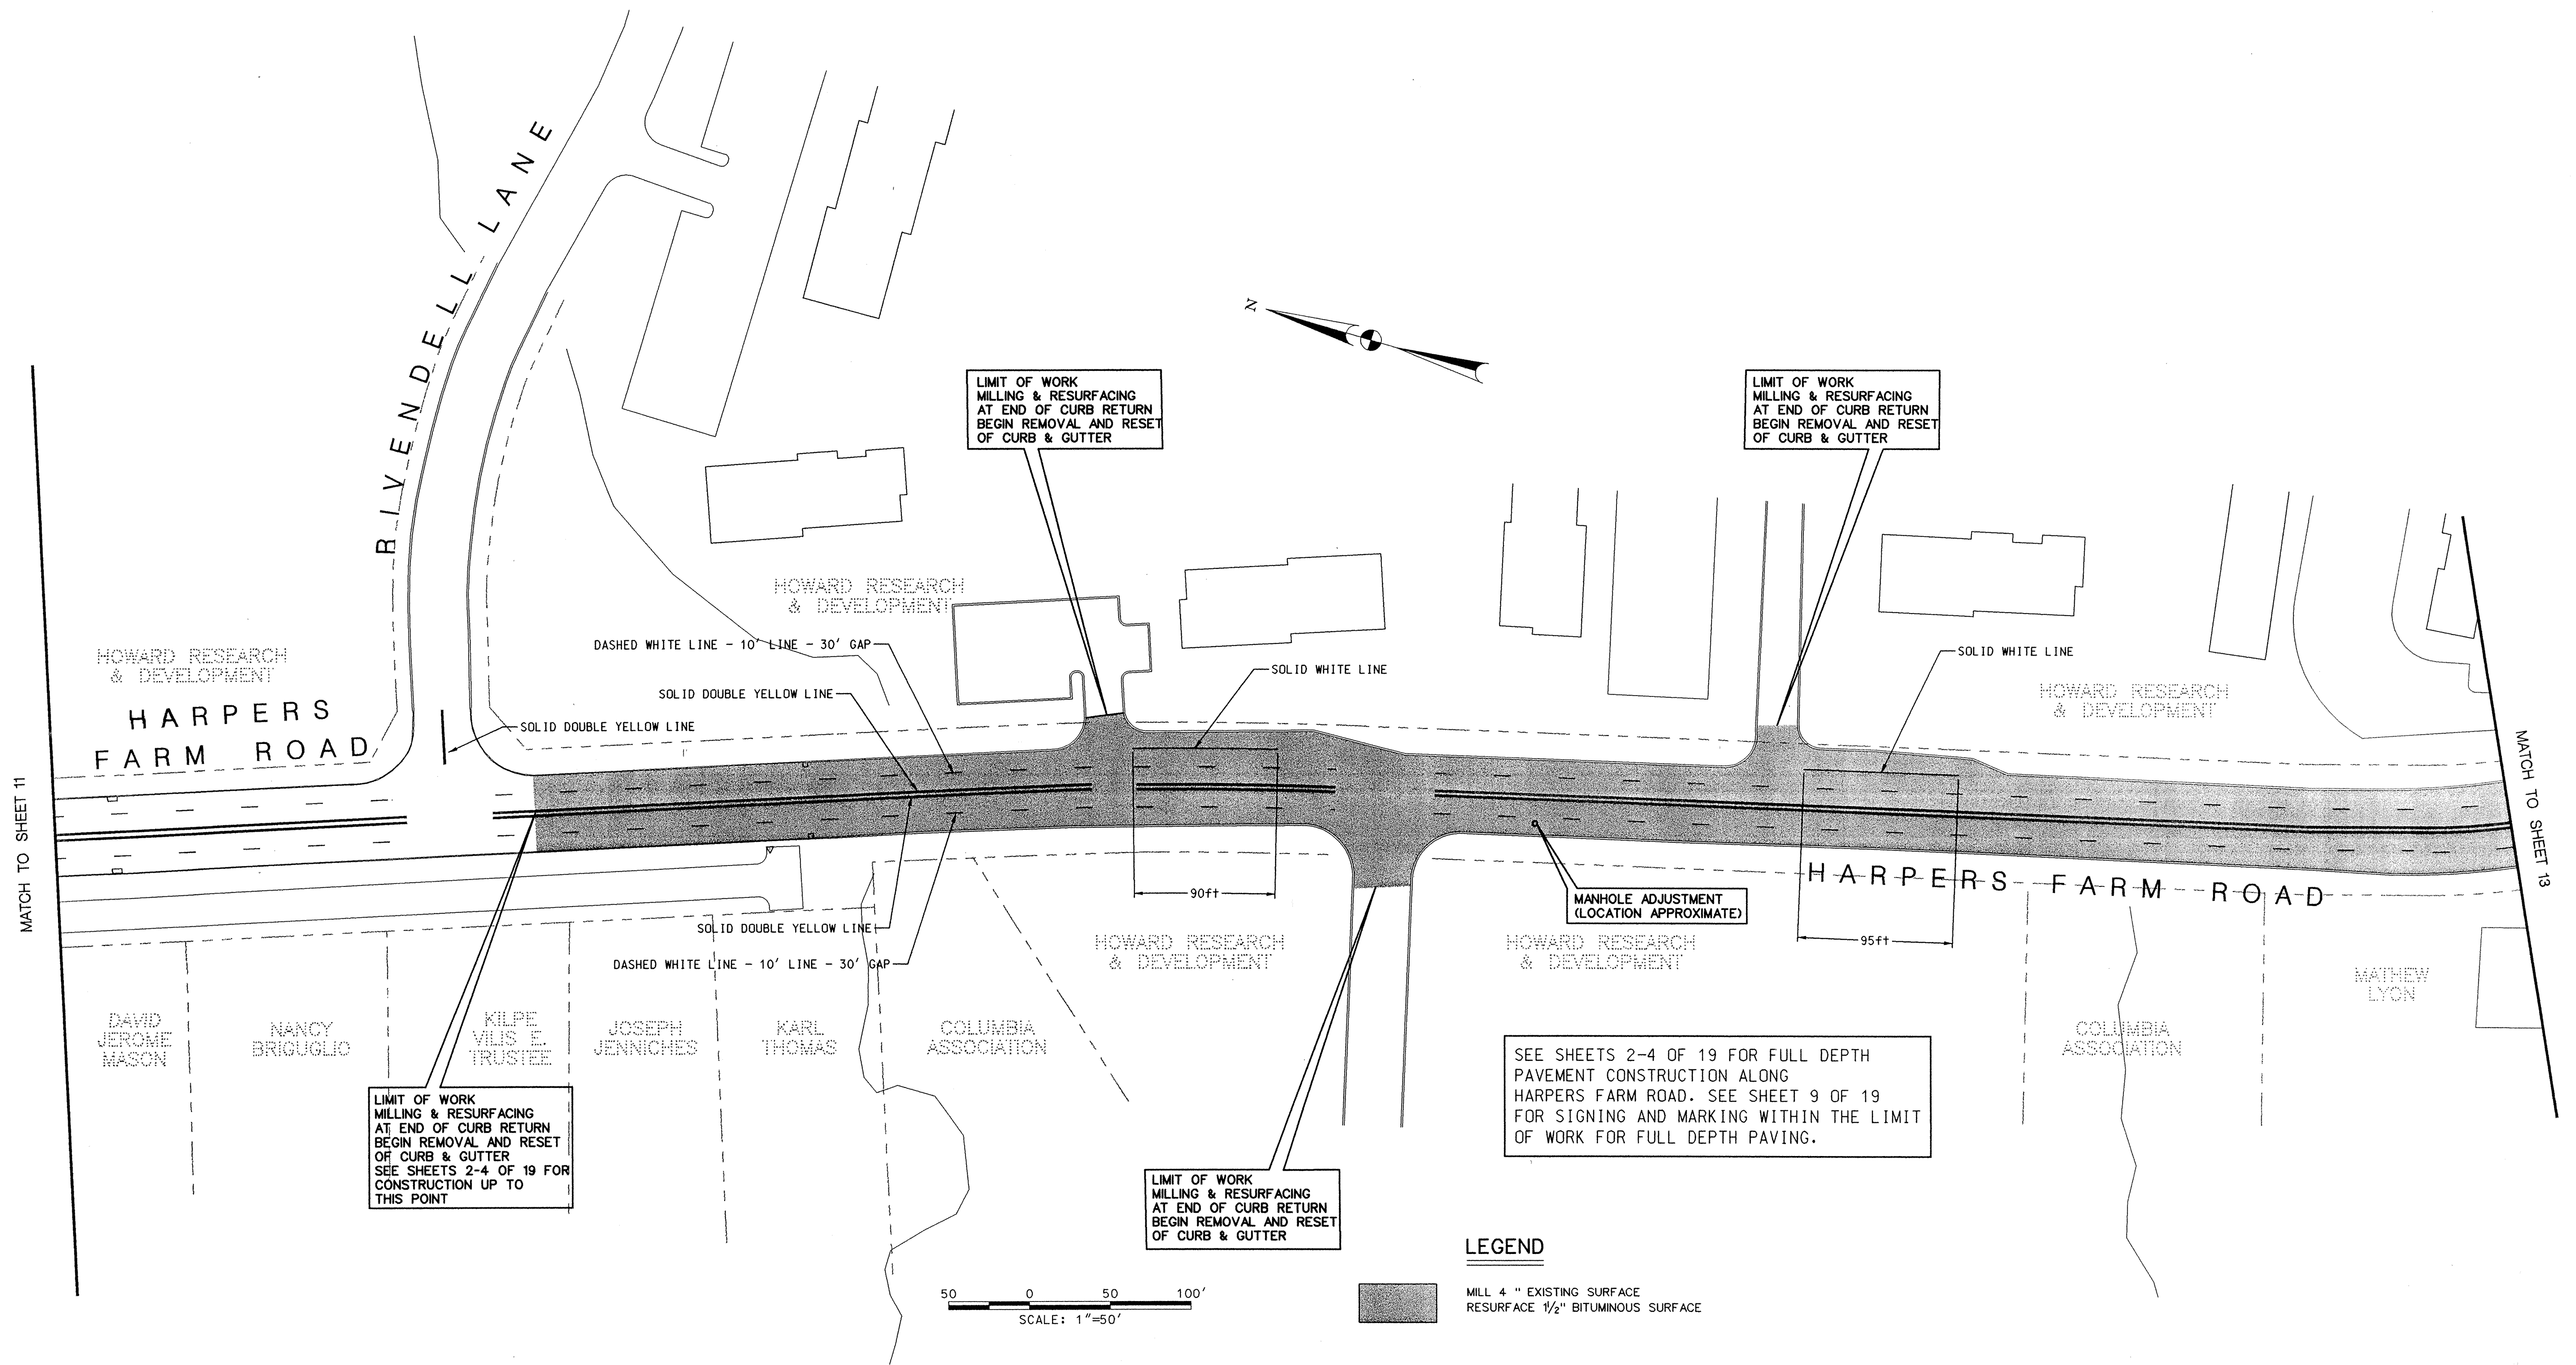 RIVENDELL LANE
N
LIMIT OF WORK
MILLING & RESURFACING
AT END OF CURB RETURN
BEGIN REMOVAL AND RESET
OF CURB & GUTTER
LIMIT OF WORK
MILLING & RESURFACING
AT END OF CURB RETURN
BEGIN REMOVAL AND RESET
OF CURB & GUTTER
HOWARD RESEARCH
& DEVELOPMENT
DASHED WHITE LINE - 10' LINE - 30' GAP
SOLID DOUBLE YELLOW LINE
SOLID DOUBLE YELLOW LINE
SOLID WHITE LINE
SOLID WHITE LINE
HOWARD RESEARCH
& DEVELOPMENT
HOWARD RESEARCH
& DEVELOPMENT
HARPERS
FARM ROAD
MATCH TO SHEET 11
MATCH TO SHEET 13
HARPERS FARM ROAD
90ft
95ft
MANHOLE ADJUSTMENT
(LOCATION APPROXIMATE)
SOLID DOUBLE YELLOW LINE
DASHED WHITE LINE - 10' LINE - 30' GAP
HOWARD RESEARCH
& DEVELOPMENT
HOWARD RESEARCH
& DEVELOPMENT
DAVID
JEROME
MASON
NANCY
BRIGUGLIO
KILPE
VILIS E.
TRUSTEE
JOSEPH
JENNICHES
KARL
THOMAS
COLUMBIA
ASSOCIATION
COLUMBIA
ASSOCIATION
MATHEW
LYON
LIMIT OF WORK
MILLING & RESURFACING
AT END OF CURB RETURN
BEGIN REMOVAL AND RESET
OF CURB & GUTTER
SEE SHEETS 2-4 OF 19 FOR
CONSTRUCTION UP TO
THIS POINT
SEE SHEETS 2-4 OF 19 FOR FULL DEPTH
PAVEMENT CONSTRUCTION ALONG
HARPERS FARM ROAD. SEE SHEET 9 OF 19
FOR SIGNING AND MARKING WITHIN THE LIMIT
OF WORK FOR FULL DEPTH PAVING.
LIMIT OF WORK
MILLING & RESURFACING
AT END OF CURB RETURN
BEGIN REMOVAL AND RESET
OF CURB & GUTTER
LEGEND
MILL 4 " EXISTING SURFACE
RESURFACE 1½" BITUMINOUS SURFACE
50 0 50 100'
SCALE: 1"=50'